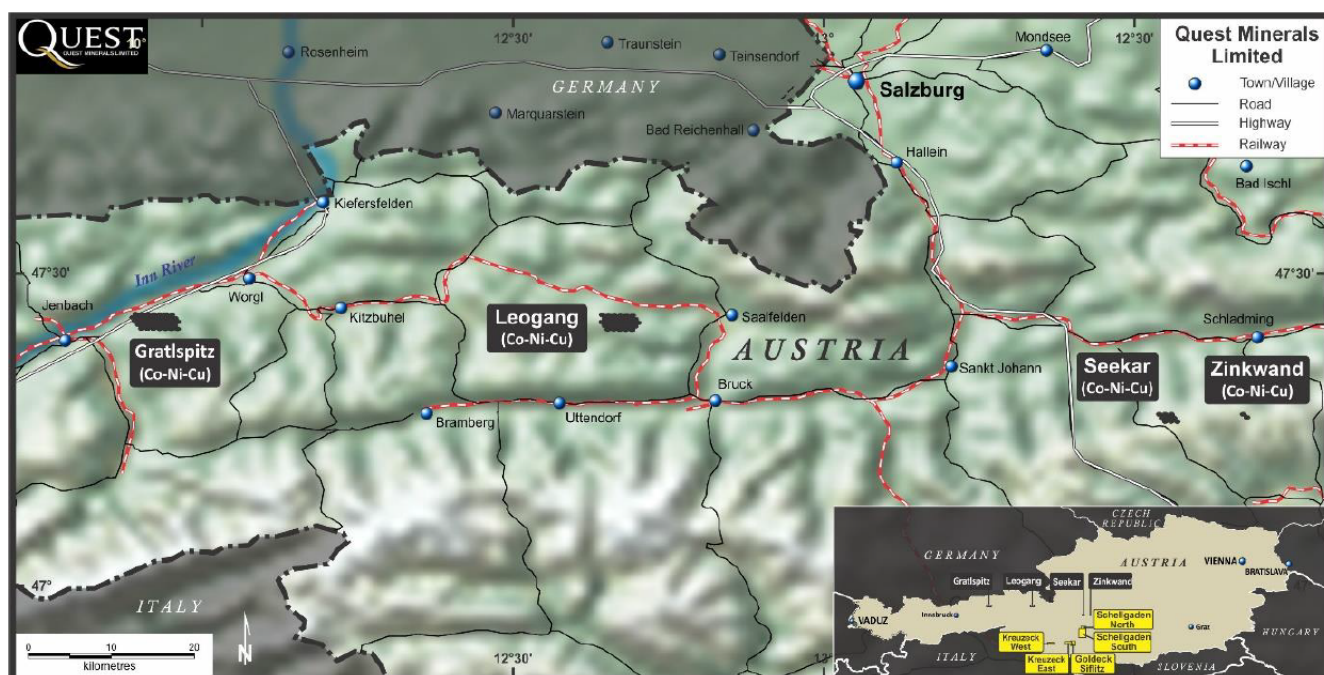 QUEST
QUEST MINERALS LIMITED
12°30'
13°
12°30'
Rosenheim
Traunstein
Teinsendorf
Mondsee
GERMANY
Marquarstein
Bad Reichenhall
Salzburg
Hallein
Quest Minerals
Limited
Town/Village
Road
Highway
Railway
Bad Ischl
Kiefersfelden
47°30'
47°30'
Inn River
Jenbach
Worgl
Kitzbuhel
Gratlspitz
(Co-Ni-Cu)
Leogang
(Co-Ni-Cu)
Saalfelden
AUSTRIA
Schladming
Sankt Johann
Seekar
(Co-Ni-Cu)
Zinkwand
(Co-Ni-Cu)
Bramberg
Uttendorf
Bruck
47°
ITALY
0
10
20
kilometres
N
12°30'
CZECH
REPUBLIC
GERMANY
AUSTRIA
VIENNA
BRATISLAVA
Gratlspitz
Leogang
Seekar
Zinkwand
Innsbruck
VADUZ
Schellgaden
North
Schellgaden
South
Graz
HUNGARY
Kreuzeck
West
Kreuzeck
East
Goldeck
Siflitz
ITALY
SLOVENIA